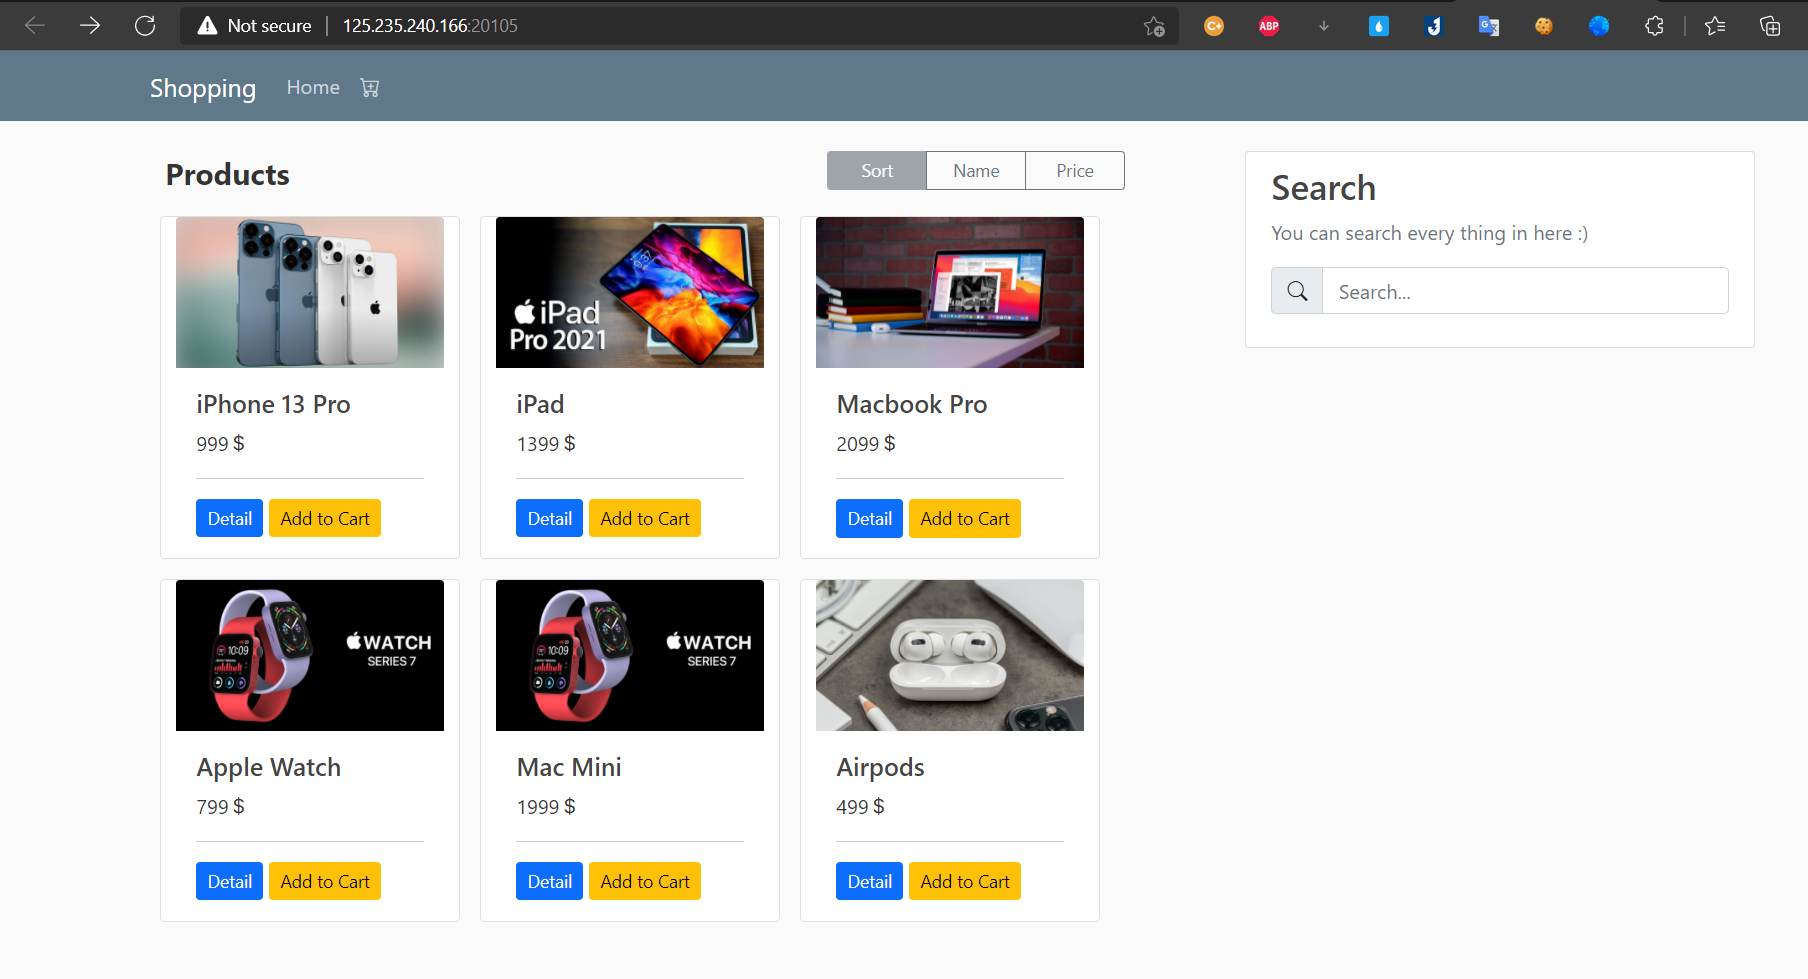 Not secure | 125.235.240.166:20105
ABP
Shopping Home
Products
Sort Name Price
Search
You can search every thing in here :)
Search...
9:37
iPad
Pro 2021
iPhone 13 Pro
999 $
Detail Add to Cart
iPad
1399 $
Detail Add to Cart
Macbook Pro
2099 $
Detail Add to Cart
10:09
WATCH
SERIES 7
10:09
WATCH
SERIES 7
Apple Watch
799 $
Detail Add to Cart
Mac Mini
1999 $
Detail Add to Cart
Airpods
499 $
Detail Add to Cart